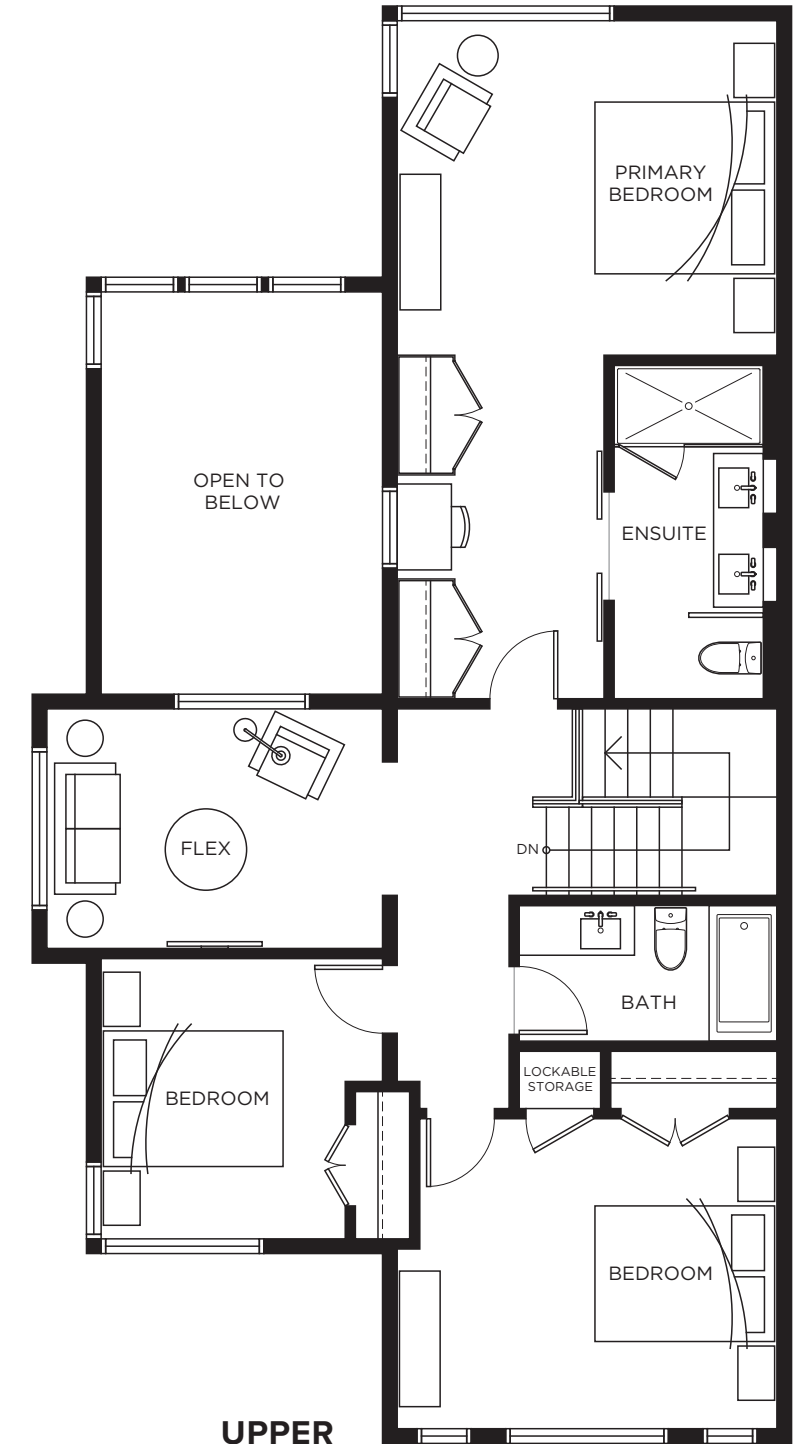 PRIMARY
BEDROOM
OPEN TO
BELOW
ENSUITE
FLEX
DN
BATH
LOCKABLE
STORAGE
BEDROOM
BEDROOM
UPPER